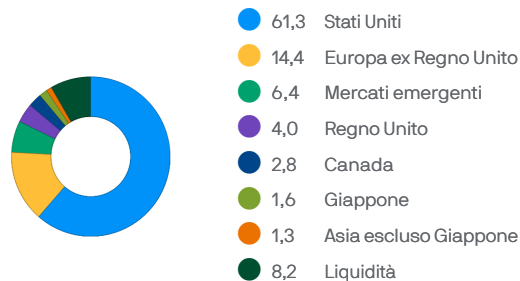 61,3 Stati Uniti
14,4 Europa ex Regno Unito
6,4 Mercati emergenti
4,0 Regno Unito
2,8 Canada
1,6 Giappone
1,3 Asia escluso Giappone
8,2 Liquidità